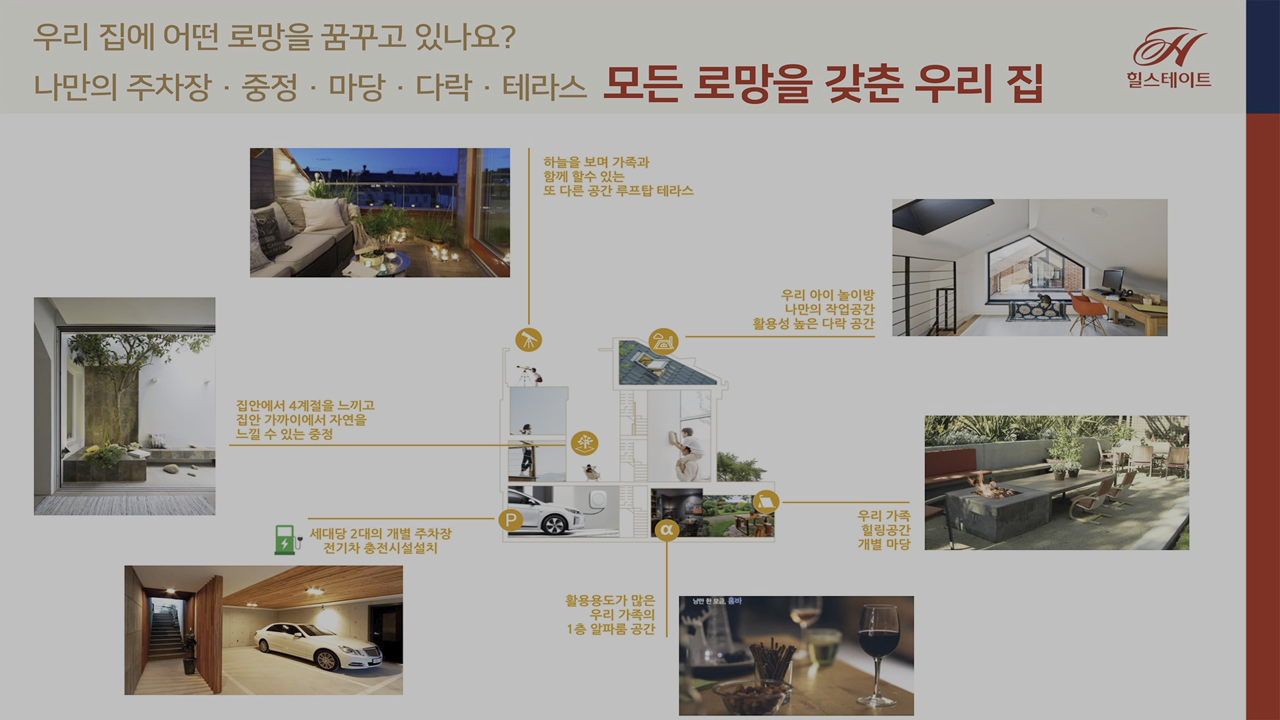 우리 집에 어떤 로망을 꿈꾸고 있나요?
나만의 주차장 · 중정 · 마당 · 다락 · 테라스 모든 로망을 갖춘 우리 집
힐스테이트
하늘을 보며 가족과
함께 할수 있는
또 다른 공간 루프탑 테라스
우리 아이 놀이방
나만의 작업공간
활용성 높은 다락 공간
집안에서 4계절을 느끼고
집안 가까이에서 자연을
느낄 수 있는 중정
P
세대당 2대의 개별 주차장
전기차 충전시설설치
α
우리 가족
힐링공간
개별 마당
활용용도가 많은
우리 가족의
1층 알파룸 공간
낭만 한 모금, 홈바